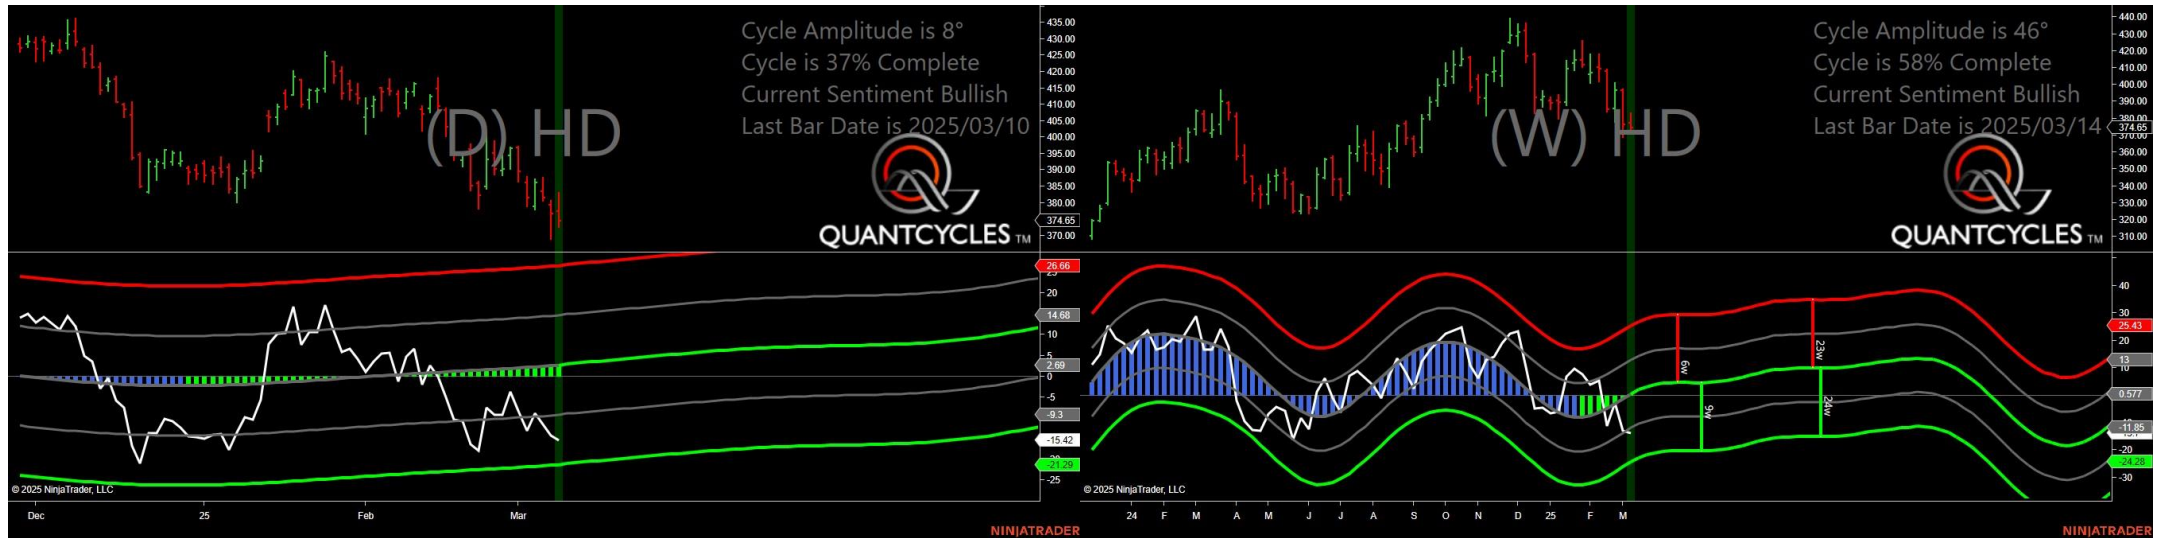 Cycle Amplitude is 8°
Cycle is 37% Complete
Current Sentiment Bullish
Last Bar Date is 2025/03/10
(D) HD
QUANTCYCLES TM
435.00
430.00
425.00
420.00
415.00
410.00
405.00
400.00
395.00
390.00
385.00
380.00
374.65
370.00
26.66
20
14.68
10
5
2.69
0
-5
-9.3
-15.42
-21.29
-25
© 2025 NinjaTrader, LLC
Dec
25
Feb
Mar
NINJATRADER
Cycle Amplitude is 46°
Cycle is 58% Complete
Current Sentiment Bullish
Last Bar Date is 2025/03/14
(W) HD
QUANTCYCLES TM
440.00
430.00
420.00
410.00
400.00
390.00
380.00
374.65
360.00
350.00
340.00
330.00
320.00
310.00
40
30
25.43
20
13
10
0.577
-11.85
-20
-24.28
-30
6w
9w
23w
24w
© 2025 NinjaTrader, LLC
24
F
M
A
M
J
J
A
S
O
N
D
25
F
M
NINJATRADER